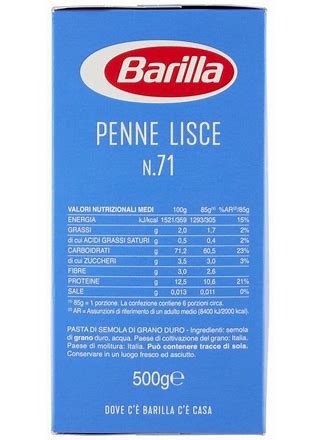 Barilla
PENNE LISCE
N.71
VALORI NUTRIZIONALI MEDI 100g 85g(¹) %AR(²)/85g
ENERGIA kJ/kcal 1521/359 1293/305 15%
GRASSI g 2,0 1,7 2%
di cui ACIDI GRASSI SATURI g 0,5 0,4 2%
CARBOIDRATI g 71,2 60,5 23%
di cui ZUCCHERI g 3,5 3,0 3%
FIBRE g 3,0 2,6
PROTEINE g 12,5 10,6 21%
SALE g 0,013 0,011 0%
(1) 85g = 1 porzione. La confezione contiene 6 porzioni circa.
(2) AR = Assunzioni di riferimento di un adulto medio (8400 kJ/2000 kcal).
PASTA DI SEMOLA DI GRANO DURO - Ingredienti: semola
di grano duro, acqua. Paese di coltivazione del grano: Italia.
Paese di molitura: Italia. Può contenere tracce di soia.
Conservare in un luogo fresco ed asciutto.
500g℮
DOVE C'È BARILLA C'È CASA